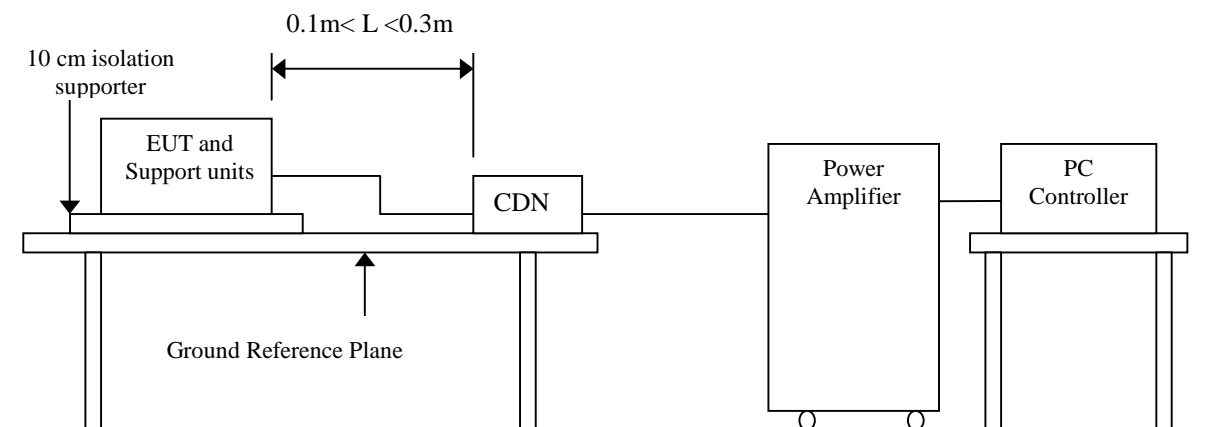 0.1m< L <0.3m
10 cm isolation
supporter
EUT and
Support units
CDN
Power
Amplifier
PC
Controller
Ground Reference Plane